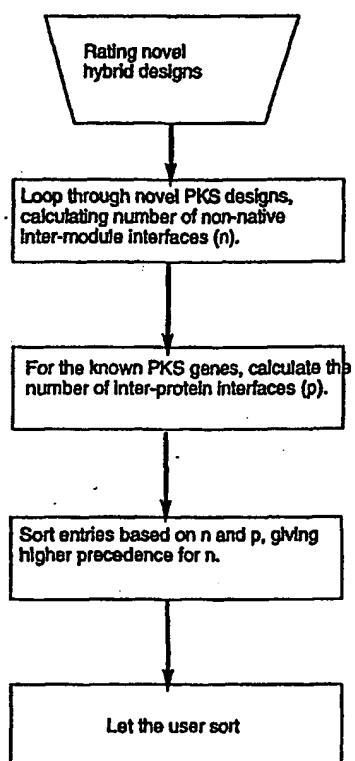 Rating novel
hybrid designs
Loop through novel PKS designs,
calculating number of non-native
inter-module interfaces (n).
For the known PKS genes, calculate the
number of inter-protein interfaces (p).
Sort entries based on n and p, giving
higher precedence for n.
Let the user sort